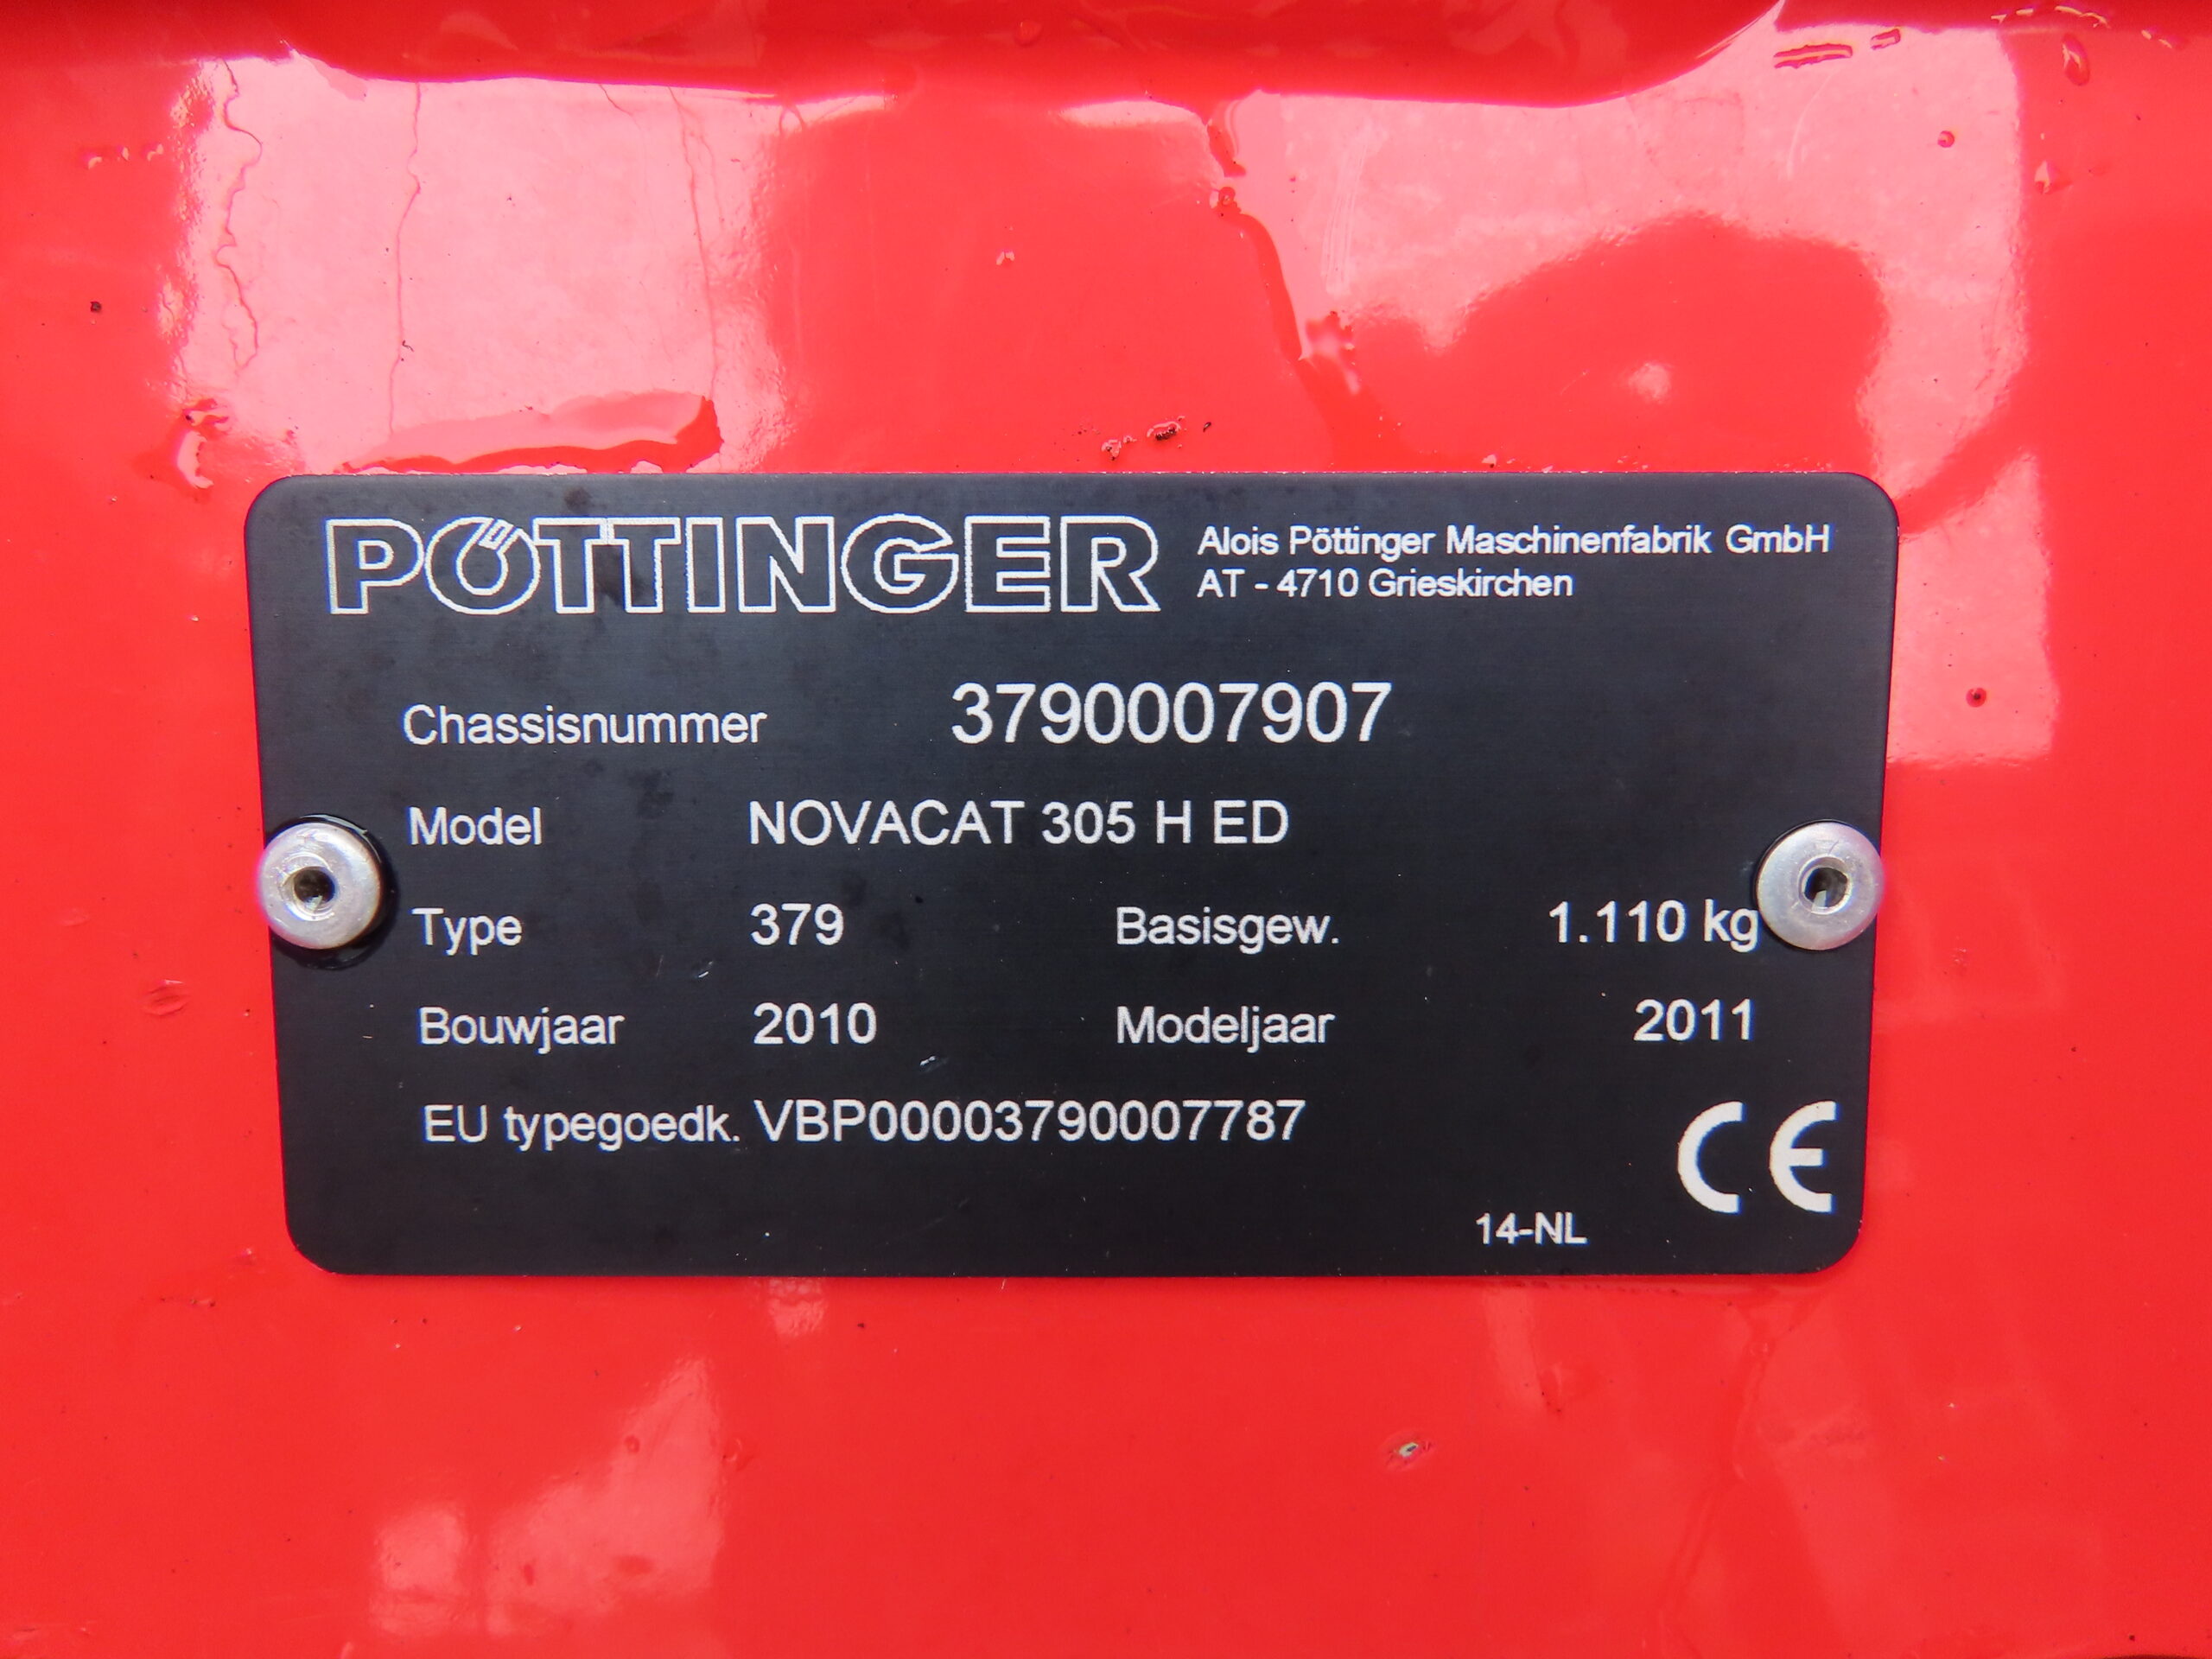 PÖTTINGER Alois Pöttinger Maschinenfabrik GmbH
AT - 4710 Grieskirchen
Chassisnummer 3790007907
Model NOVACAT 305 H ED
Type 379 Basisgew. 1.110 kg
Bouwjaar 2010 Modeljaar 2011
EU typegoedk. VBP00003790007787
CE
14-NL